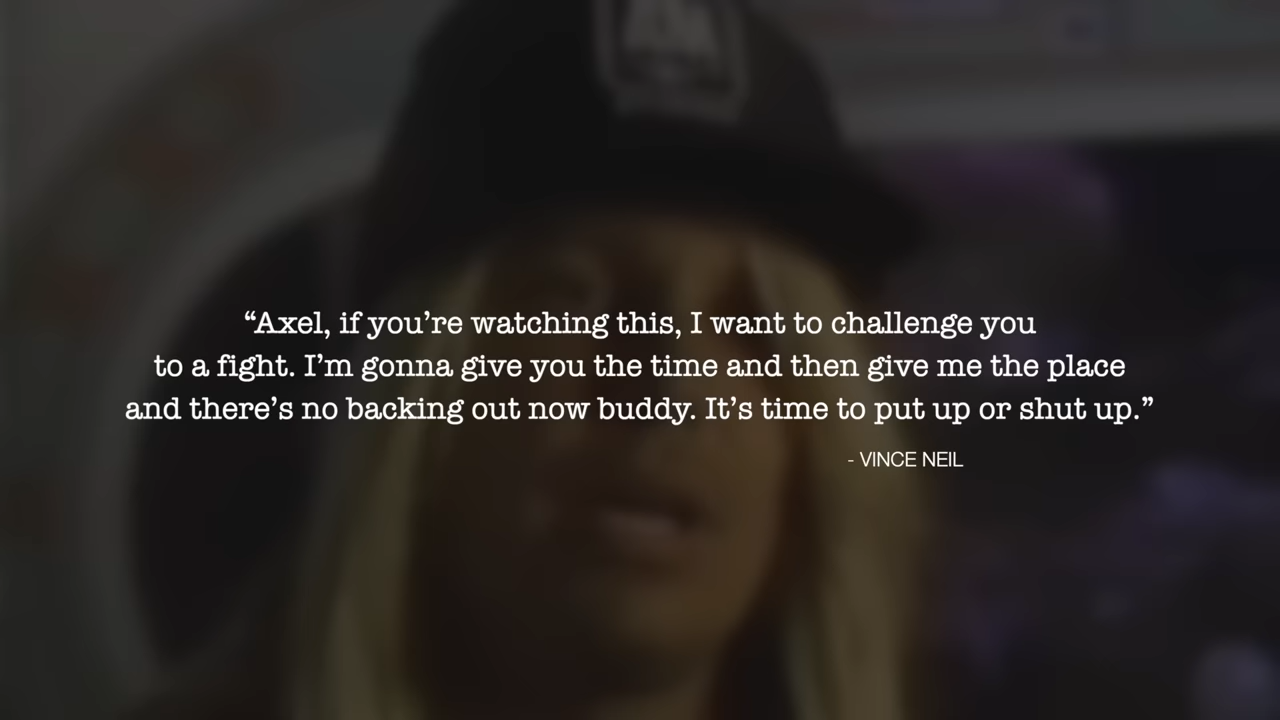 “Axel, if you’re watching this, I want to challenge you
to a fight. I’m gonna give you the time and then give me the place
and there’s no backing out now buddy. It’s time to put up or shut up.”
- VINCE NEIL